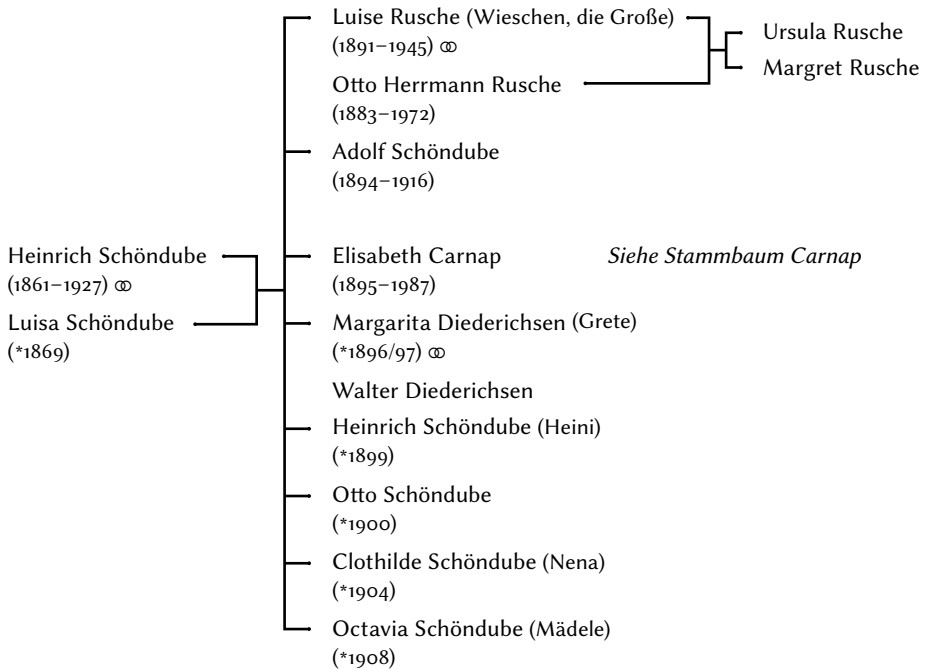 Luise Rusche (Wieschen, die Große)
(1891–1945) ⚭
Ursula Rusche
Margret Rusche
Otto Herrmann Rusche
(1883–1972)
Adolf Schöndube
(1894–1916)
Heinrich Schöndube
(1861–1927) ⚭
Luisa Schöndube
(*1869)
Elisabeth Carnap
(1895–1987)
Siehe Stammbaum Carnap
Margarita Diederichsen (Grete)
(*1896/97) ⚭
Walter Diederichsen
Heinrich Schöndube (Heini)
(*1899)
Otto Schöndube
(*1900)
Clothilde Schöndube (Nena)
(*1904)
Octavia Schöndube (Mädele)
(*1908)